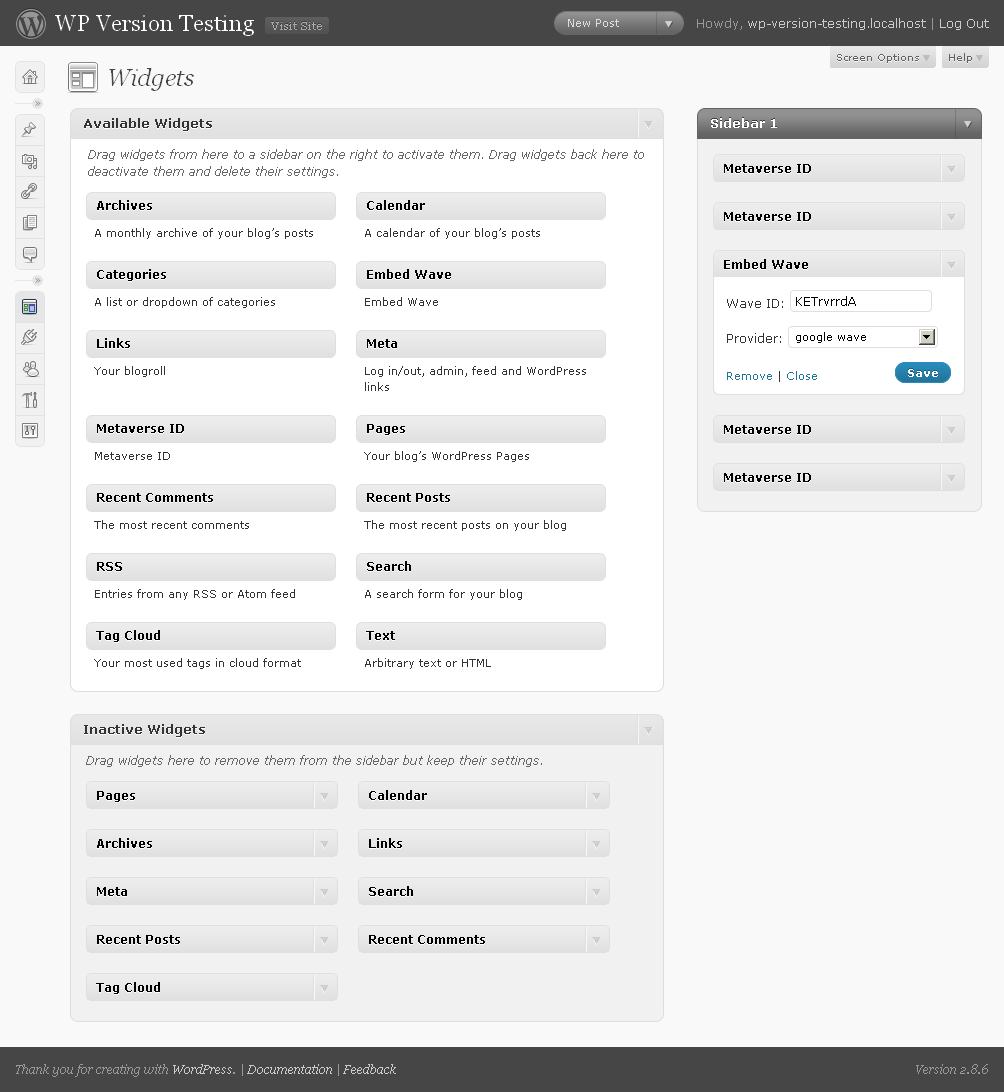 WP Version Testing Visit Site New Post Howdy, wp-version-testing.localhost | Log Out
Screen Options Help
Widgets
Available Widgets
Drag widgets from here to a sidebar on the right to activate them. Drag widgets back here to
deactivate them and delete their settings.
Archives Calendar
A monthly archive of your blog’s posts A calendar of your blog’s posts
Categories Embed Wave
A list or dropdown of categories Embed Wave
Links Meta
Your blogroll Log in/out, admin, feed and WordPress
links
Metaverse ID Pages
Metaverse ID Your blog’s WordPress Pages
Recent Comments Recent Posts
The most recent comments The most recent posts on your blog
RSS Search
Entries from any RSS or Atom feed A search form for your blog
Tag Cloud Text
Your most used tags in cloud format Arbitrary text or HTML
Inactive Widgets
Drag widgets here to remove them from the sidebar but keep their settings.
Pages Calendar
Archives Links
Meta Search
Recent Posts Recent Comments
Tag Cloud
Sidebar 1
Metaverse ID
Metaverse ID
Embed Wave
Wave ID: KETrvrrdA
Provider: google wave
Remove | Close Save
Metaverse ID
Metaverse ID
Thank you for creating with WordPress. | Documentation | Feedback Version 2.8.6